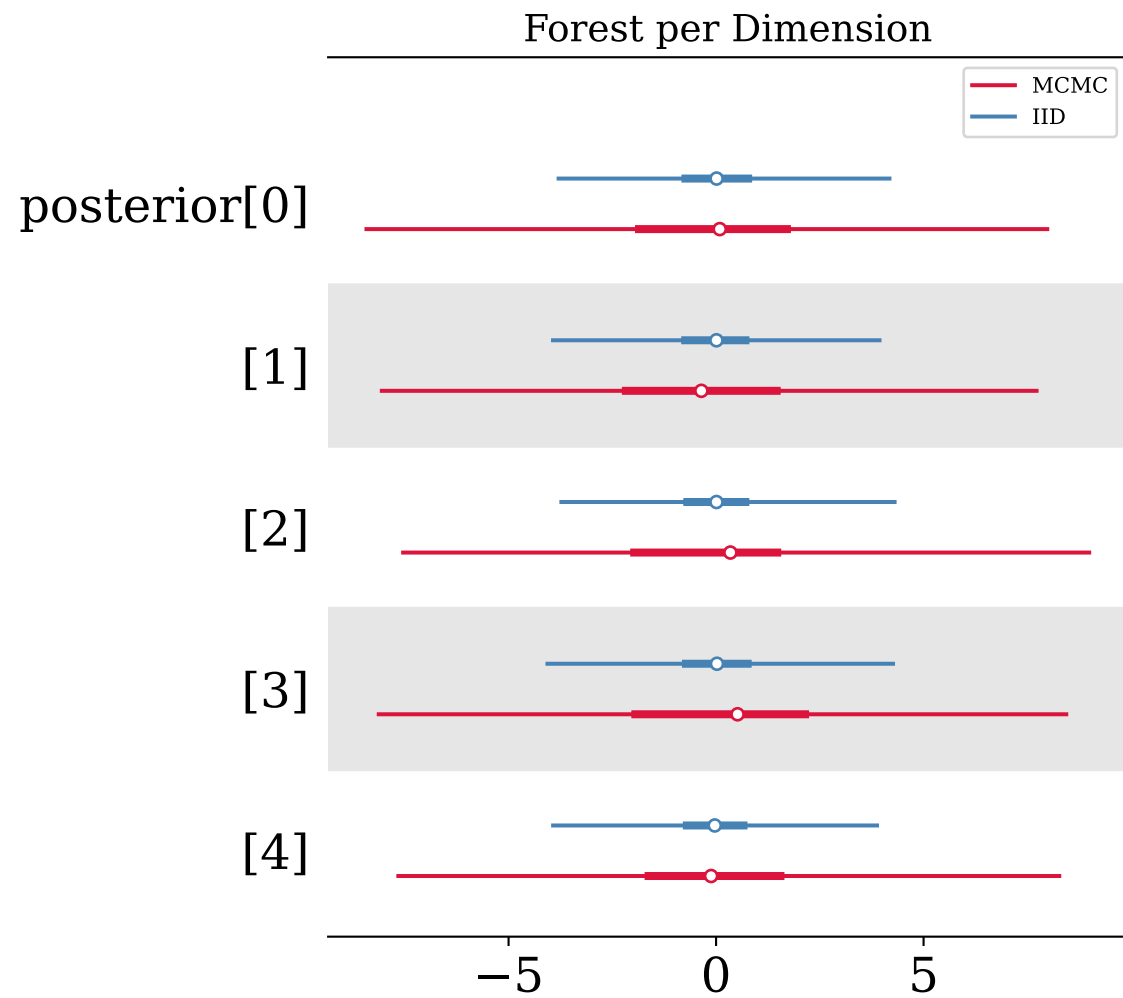 Forest per Dimension
MCMC
IID
posterior[0]
[1]
[2]
[3]
[4]
−5 0 5